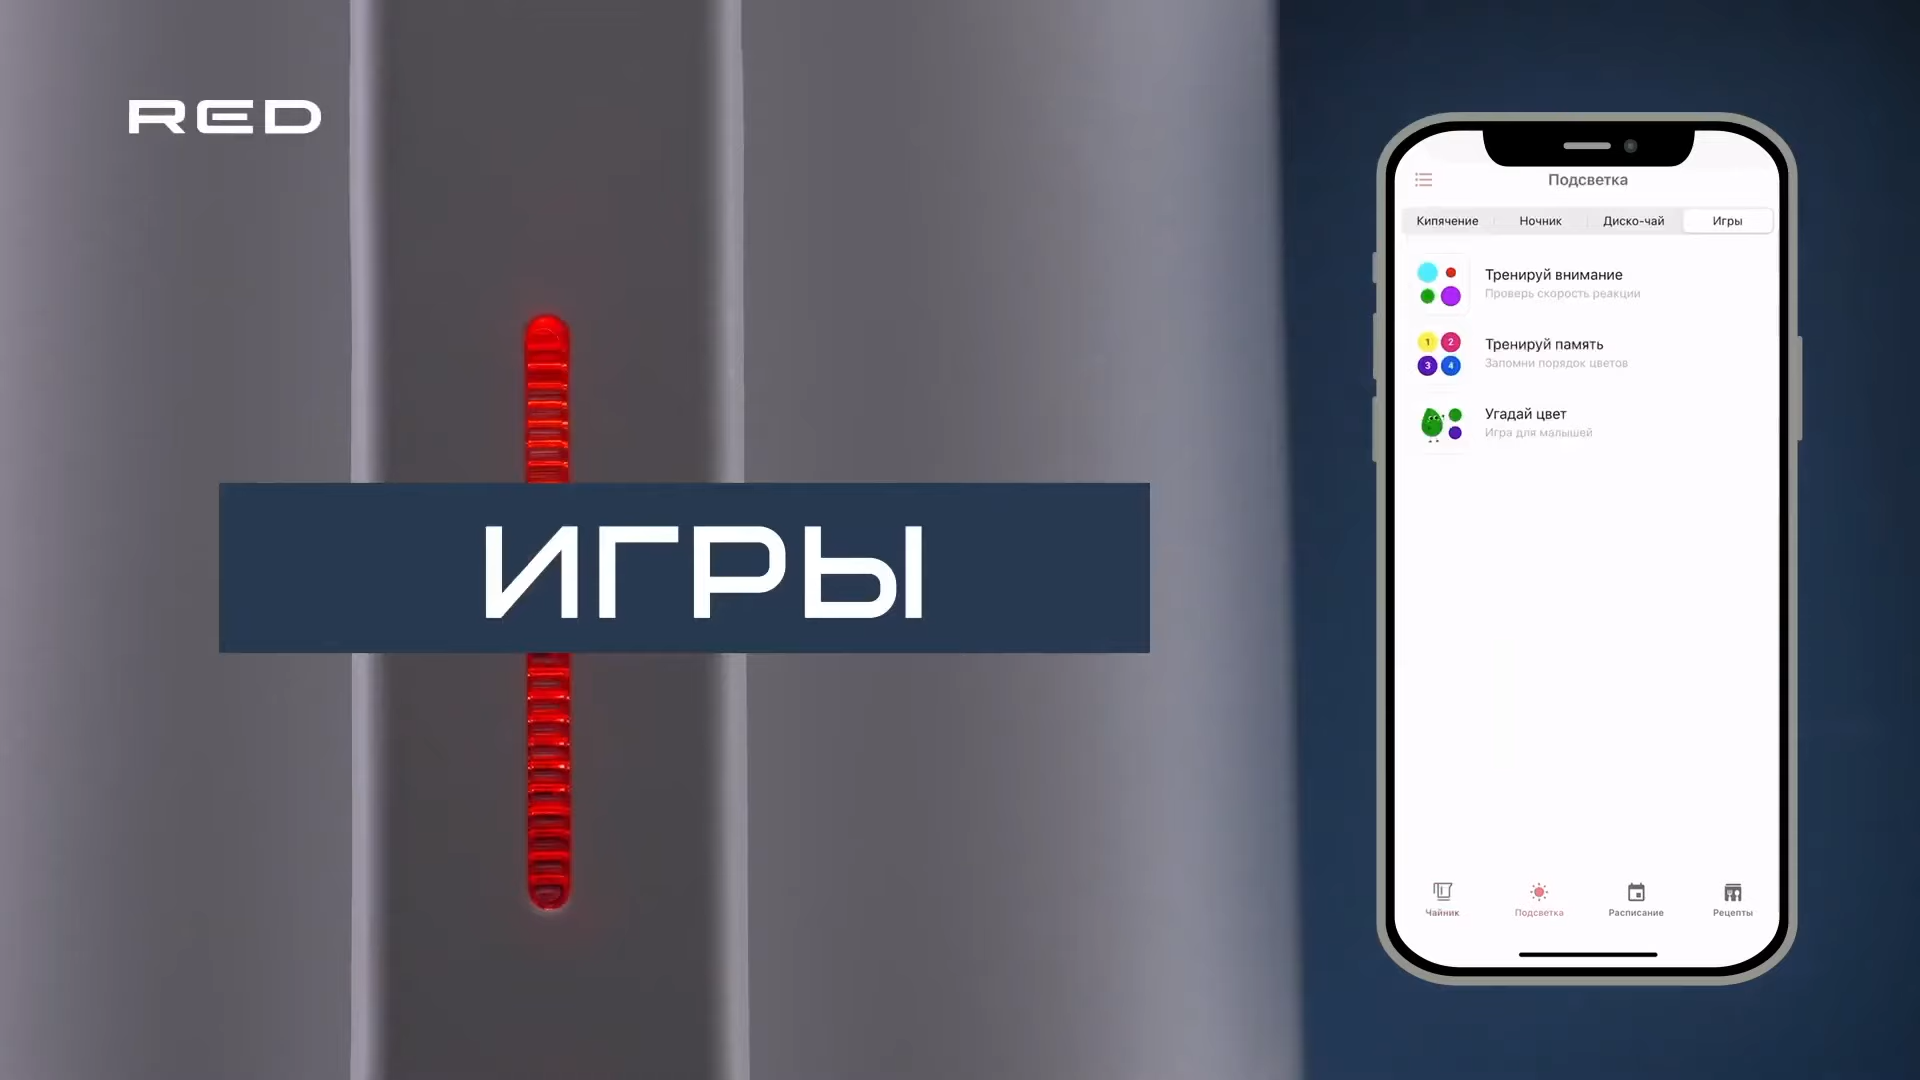 RED
ИГРЫ
Подсветка
Кипячение Ночник Диско-чай Игры
Тренируй внимание
Проверь скорость реакции
1 2
3 4
Тренируй память
Запомни порядок цветов
Угадай цвет
Игра для малышей
Чайник Подсветка Расписание Рецепты